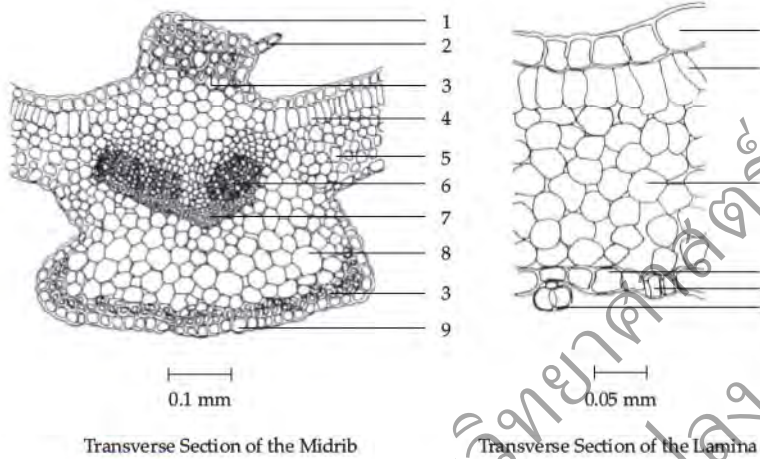 1
2
3
4
5
6
7
8
3
9
0.1 mm
0.05 mm
Transverse Section of the Midrib
Transverse Section of the Lamina